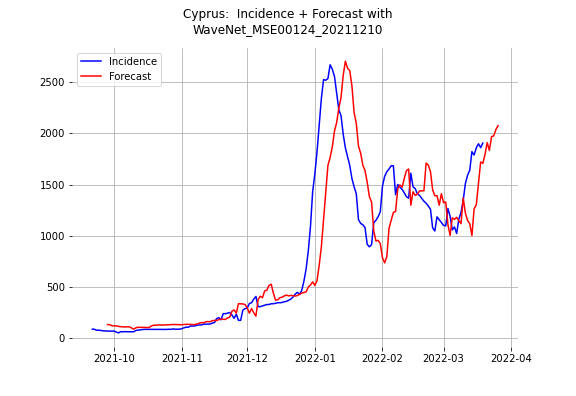 Cyprus:  Incidence + Forecast with
WaveNet_MSE00124_20211210
Incidence
Forecast
2500
2000
1500
1000
500
0
2021-10 2021-11 2021-12 2022-01 2022-02 2022-03 2022-04